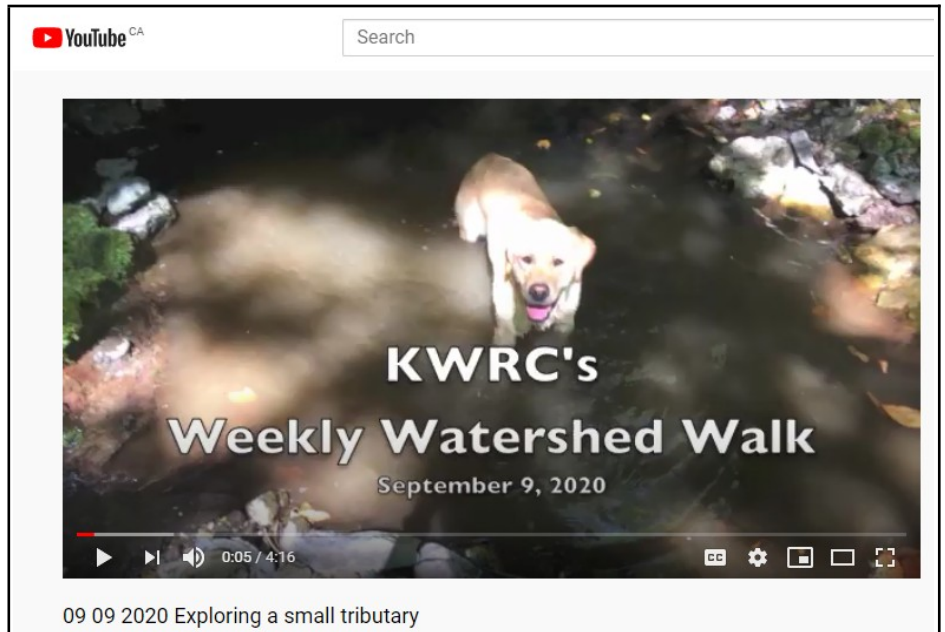 YouTube CA
Search
KWRC's
Weekly Watershed Walk
September 9, 2020
0:05 / 4:16
CC
09 09 2020 Exploring a small tributary